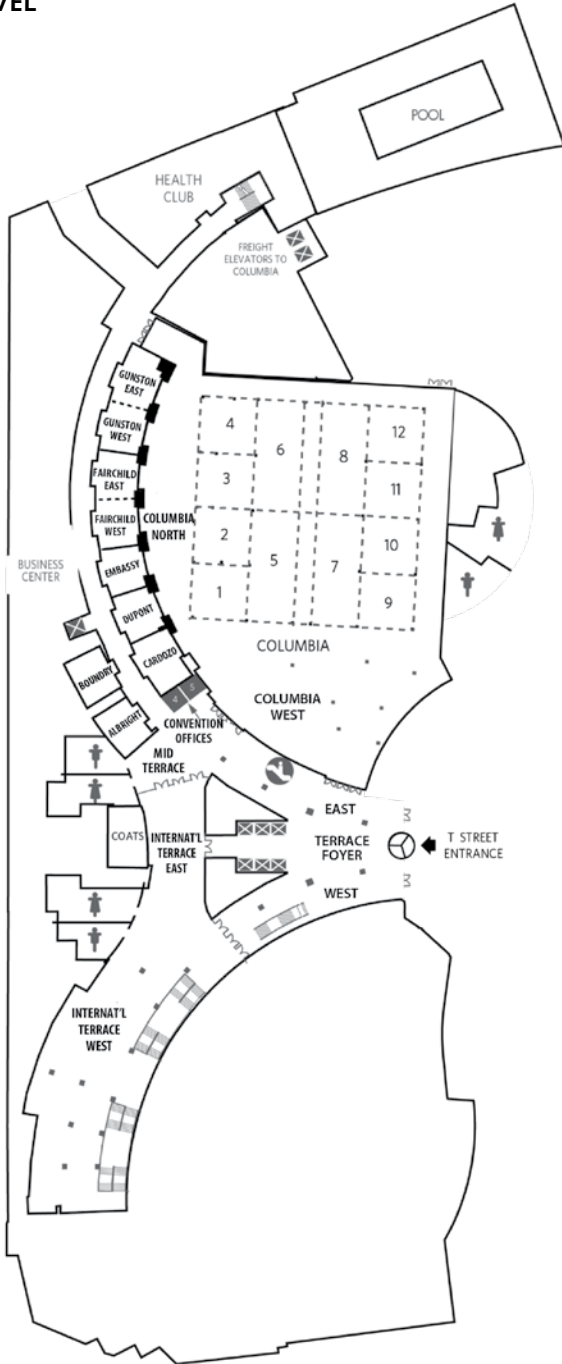 POOL
HEALTH
CLUB
FREIGHT
ELEVATORS TO
COLUMBIA
GUNSTON
EAST
GUNSTON
WEST
FAIRCHILD
EAST
FAIRCHILD
WEST
COLUMBIA
NORTH
EMBASSY
DUPONT
CARDOZO
4
3
2
1
6
5
8
7
12
11
10
9
BUSINESS
CENTER
COLUMBIA
COLUMBIA
WEST
BOUNDRY
ALBRIGHT
4 5
CONVENTION
OFFICES
MID
TERRACE
COATS
INTERNAT'L
TERRACE
EAST
EAST
TERRACE
FOYER
WEST
T STREET
ENTRANCE
INTERNAT'L
TERRACE
WEST